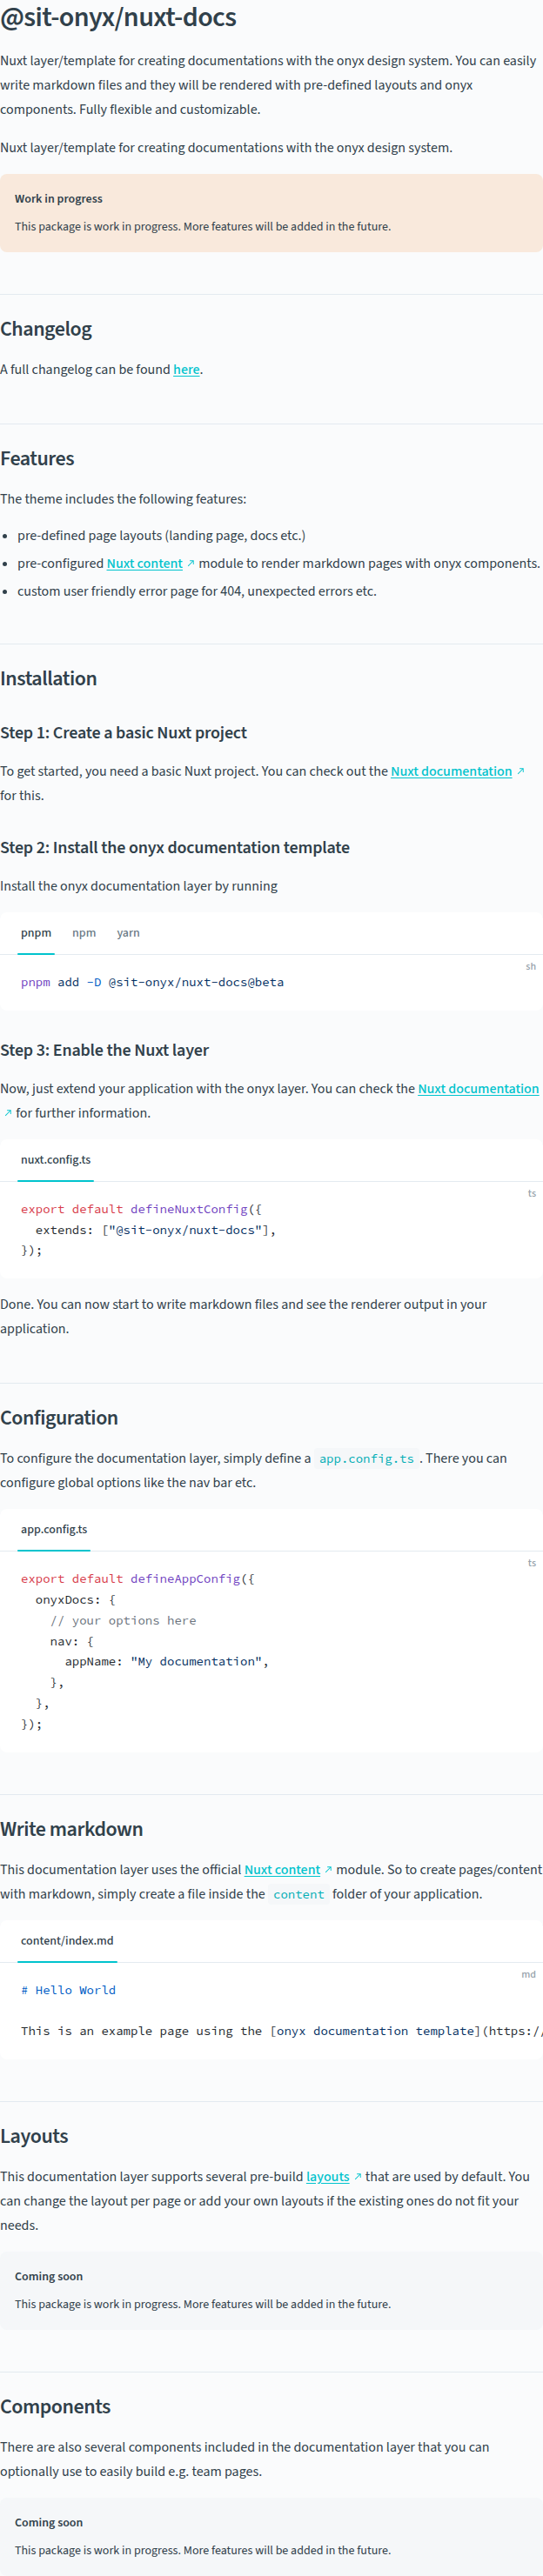 @sit-onyx/nuxt-docs
Nuxt layer/template for creating documentations with the onyx design system. You can easily
write markdown files and they will be rendered with pre-defined layouts and onyx
components. Fully flexible and customizable.
Nuxt layer/template for creating documentations with the onyx design system.
Work in progress
This package is work in progress. More features will be added in the future.
Changelog
A full changelog can be found here.
Features
The theme includes the following features:
• pre-defined page layouts (landing page, docs etc.)
• pre-configured Nuxt content ↗ module to render markdown pages with onyx components.
• custom user friendly error page for 404, unexpected errors etc.
Installation
Step 1: Create a basic Nuxt project
To get started, you need a basic Nuxt project. You can check out the Nuxt documentation ↗
for this.
Step 2: Install the onyx documentation template
Install the onyx documentation layer by running
pnpm npm yarn
sh
pnpm add -D @sit-onyx/nuxt-docs@beta
Step 3: Enable the Nuxt layer
Now, just extend your application with the onyx layer. You can check the Nuxt documentation
↗ for further information.
nuxt.config.ts
ts
export default defineNuxtConfig({
  extends: ["@sit-onyx/nuxt-docs"],
});
Done. You can now start to write markdown files and see the renderer output in your
application.
Configuration
To configure the documentation layer, simply define a app.config.ts . There you can
configure global options like the nav bar etc.
app.config.ts
ts
export default defineAppConfig({
  onyxDocs: {
    // your options here
    nav: {
      appName: "My documentation",
    },
  },
});
Write markdown
This documentation layer uses the official Nuxt content ↗ module. So to create pages/content
with markdown, simply create a file inside the content folder of your application.
content/index.md
md
# Hello World
This is an example page using the [onyx documentation template](https:/
Layouts
This documentation layer supports several pre-build layouts ↗ that are used by default. You
can change the layout per page or add your own layouts if the existing ones do not fit your
needs.
Coming soon
This package is work in progress. More features will be added in the future.
Components
There are also several components included in the documentation layer that you can
optionally use to easily build e.g. team pages.
Coming soon
This package is work in progress. More features will be added in the future.